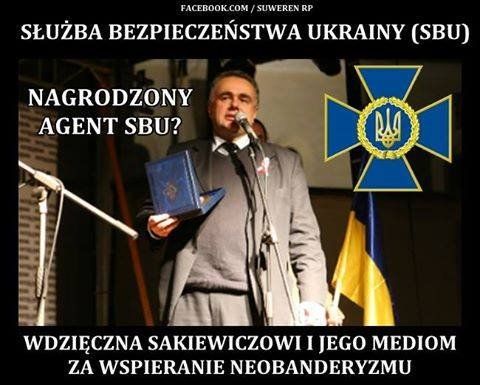 FACEBOOK.COM / SUWEREN RP
SŁUŻBA BEZPIECZEŃSTWA UKRAINY (SBU)
NAGRODZONY
AGENT SBU?
WDZIĘCZNA SAKIEWICZOWI I JEGO MEDIOM
ZA WSPIERANIE NEOBANDERYZMU